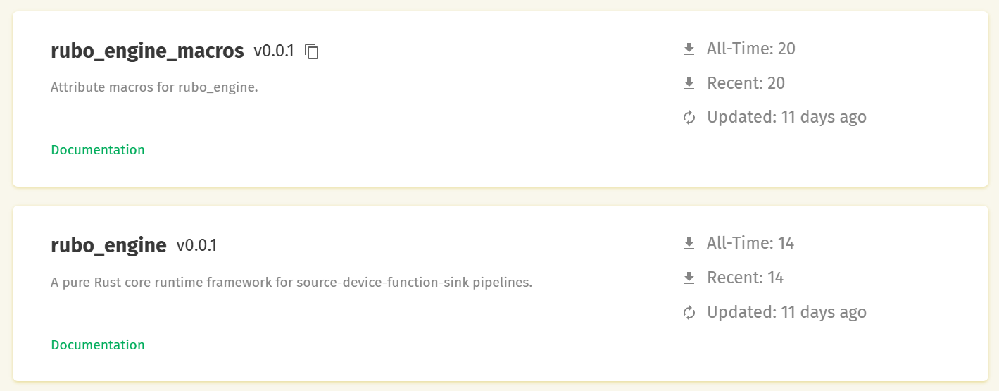 rubo_engine_macros v0.0.1
Attribute macros for rubo_engine.
Documentation
All-Time: 20
Recent: 20
Updated: 11 days ago
rubo_engine v0.0.1
A pure Rust core runtime framework for source-device-function-sink pipelines.
Documentation
All-Time: 14
Recent: 14
Updated: 11 days ago